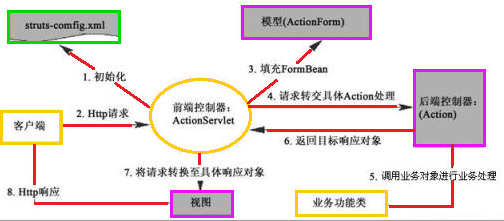 struts-comfig.xml
模型(ActionForm)
1. 初始化
3. 填充FormBean
4. 请求转交具体Action处理
客户端
2. Http请求
前端控制器:
ActionServlet
后端控制器:
(Action)
6. 返回目标响应对象
7. 将请求转换至具体响应对象
5. 调用业务对象进行业务处理
8. Http响应
视图
业务功能类